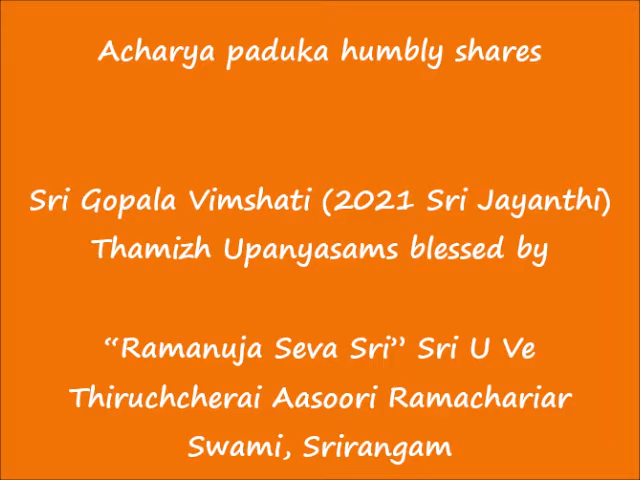 Acharya paduka humbly shares
Sri Gopala Vimshati (2021 Sri Jayanthi)
Thamizh Upanyasams blessed by
“Ramanuja Seva Sri” Sri U Ve
Thiruchcherai Aasoori Ramachariar
Swami, Srirangam